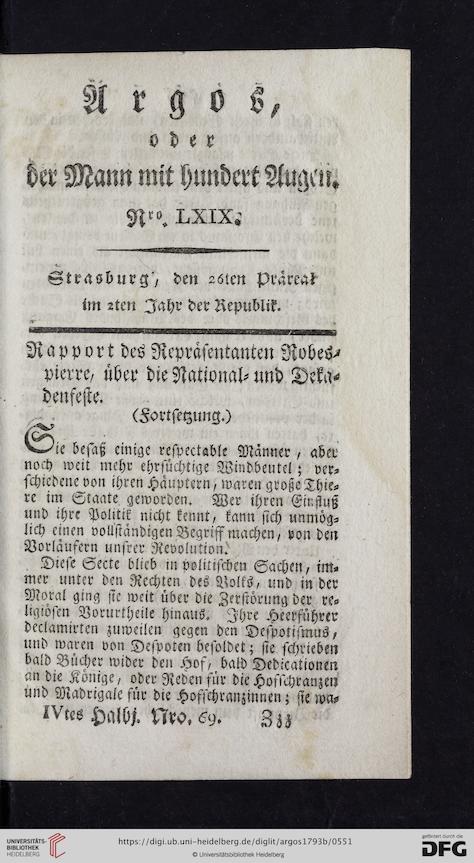 Argos,
oder
der Mann mit hundert Augen.
Nro. LXIX.
Strasburg, den 26ten Präreal
im 2ten Jahr der Republik.
Rapport des Repräsentanten Robes-
pierre, über die National- und Deka-
denfeste.
(Fortsetzung.)
Sie besaß einige respectable Männer, aber
noch weit mehr ehrsüchtige Windbeutel; ver-
schiedene von ihren Häuptern, waren große Thie-
re im Staate geworden. Wer ihren Einfluß
und ihre Politik nicht kennt, kann sich unmög-
lich einen vollständigen Begriff machen, von den
Vorläufern unsrer Revolution.
Diese Secte blieb in politischen Sachen, im-
mer unter den Rechten des Volks, und in der
Moral ging sie weit über die Zerstörung der re-
ligiösen Vorurtheile hinaus. Ihre Heerführer
declamirten zuweilen gegen den Despotismus,
und waren von Despoten besoldet; sie schrieben
bald Bücher wider den Hof, bald Dedicationen
an die Könige, oder Reden für die Hofschranzen
und Madrigale für die Hofschranzinnen; sie wa-
IVtes Halbj. Nro. 69. Zzz
UNIVERSITÄTS-
BIBLIOTHEK
HEIDELBERG
https://digi.ub.uni-heidelberg.de/diglit/argos1793b/0551
© Universitätsbibliothek Heidelberg
gefördert durch die
DFG